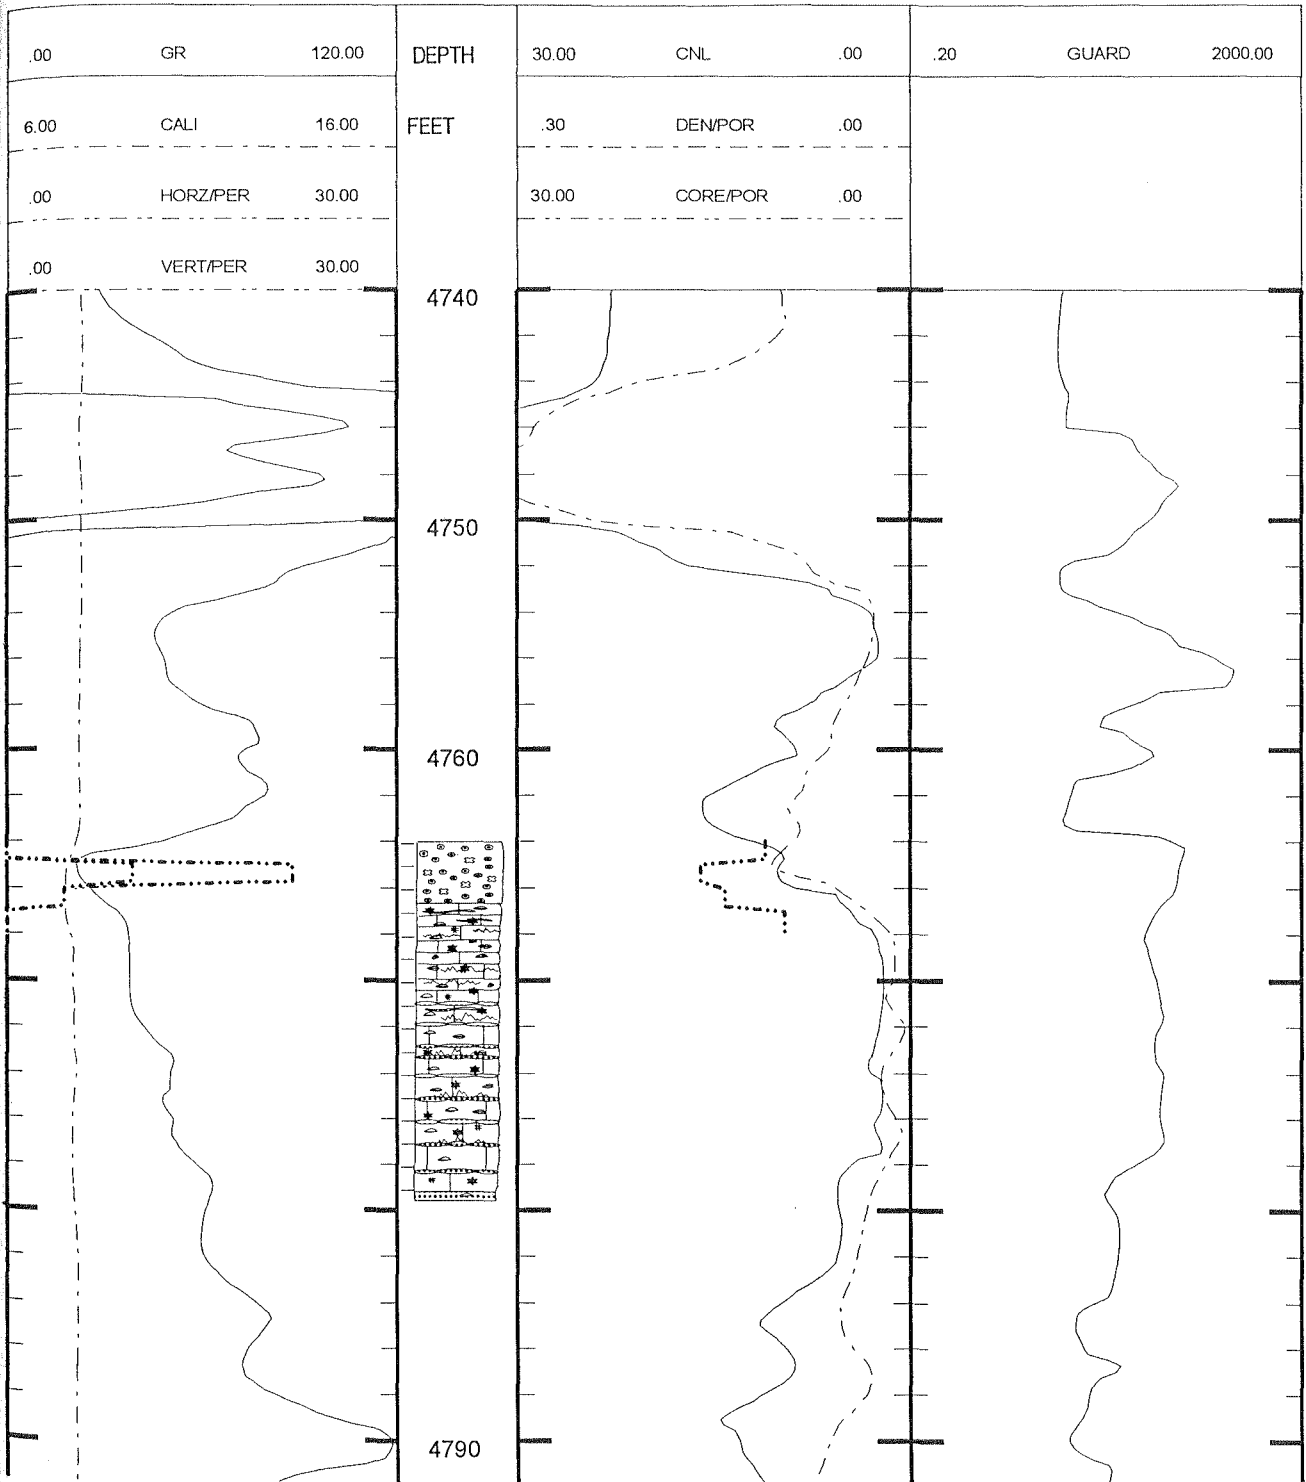 .00 GR 120.00 DEPTH 30.00 CNL .00 .20 GUARD 2000.00
6.00 CALI 16.00 FEET .30 DEN/POR .00
.00 HORZ/PER 30.00 30.00 CORE/POR .00
.00 VERT/PER 30.00
4740
4750
4760
4790